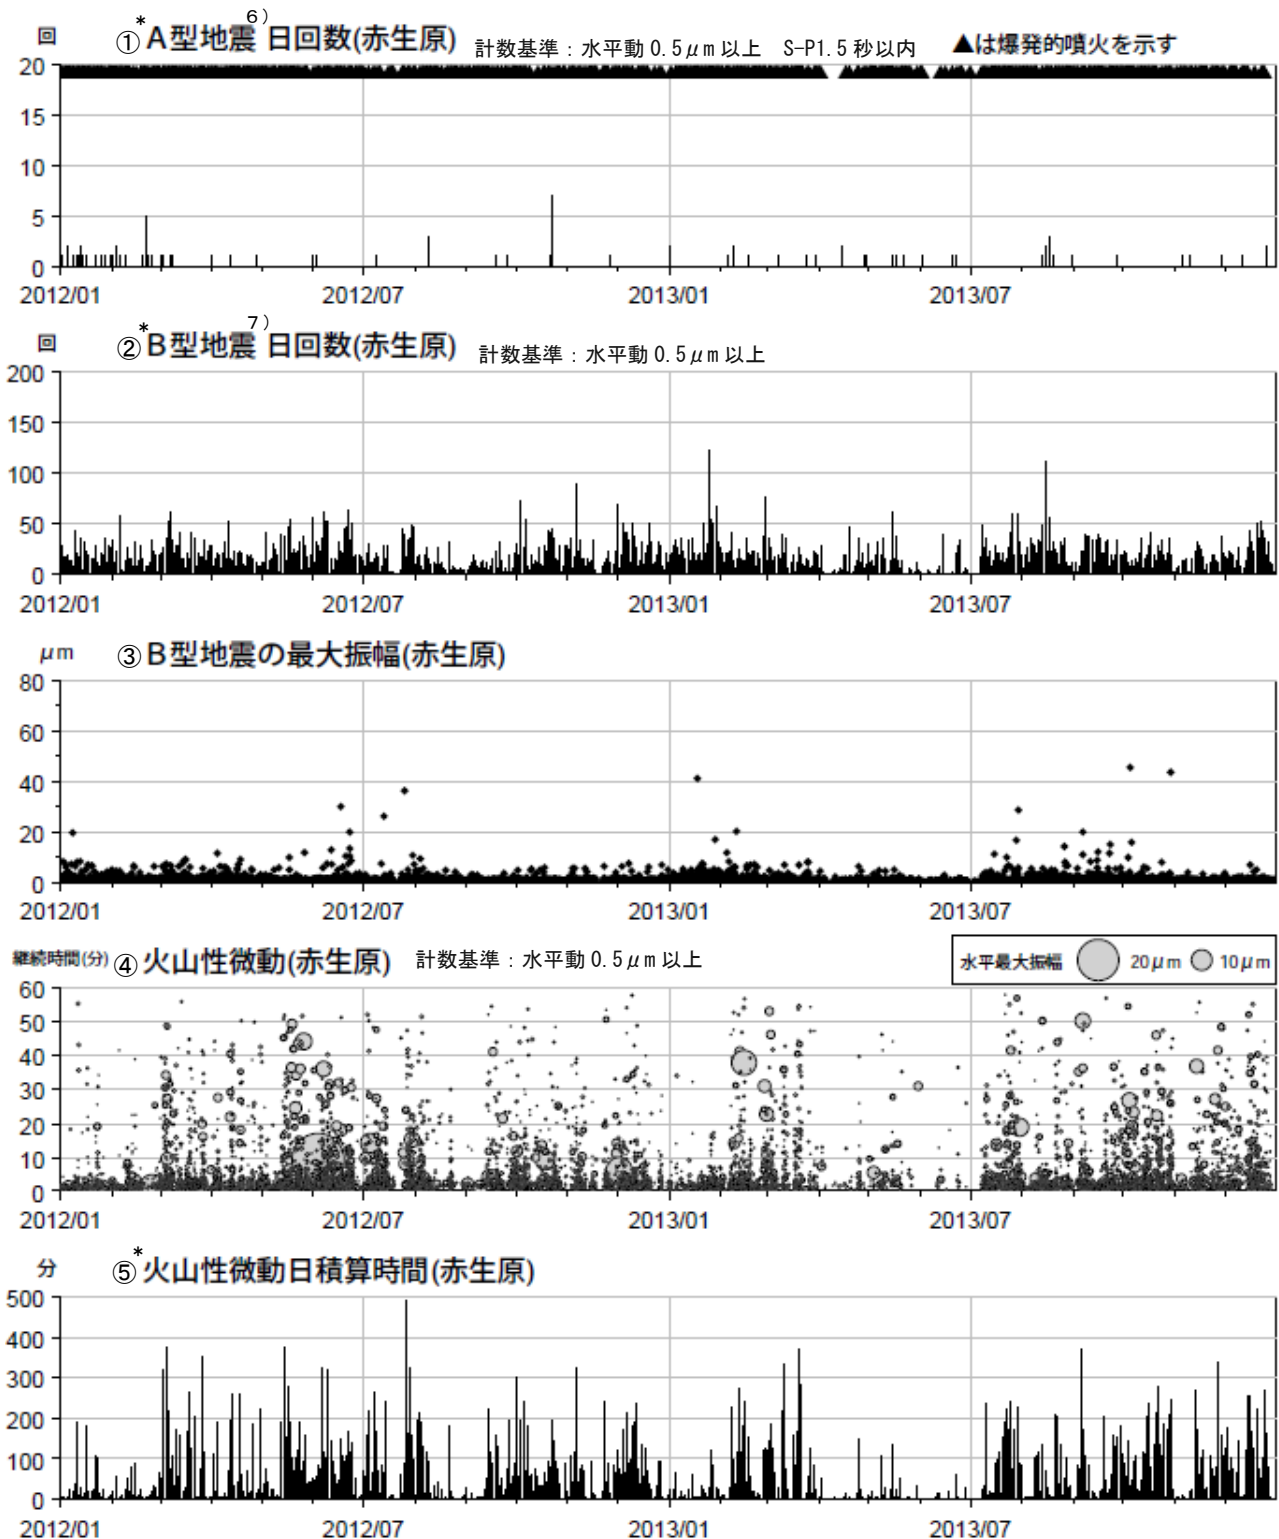 回 ①*A型地震6) 日回数(赤生原) 計数基準：水平動 0.5μm以上 S-P1.5秒以内 ▲は爆発的噴火を示す
20
15
10
5
0
2012/01 2012/07 2013/01 2013/07
回 ②*B型地震7) 日回数(赤生原) 計数基準：水平動 0.5μm以上
200
150
100
50
0
2012/01 2012/07 2013/01 2013/07
μm ③B型地震の最大振幅(赤生原)
80
60
40
20
0
2012/01 2012/07 2013/01 2013/07
継続時間(分) ④火山性微動(赤生原) 計数基準：水平動 0.5μm以上 水平最大振幅 20μm 10μm
60
50
40
30
20
10
0
2012/01 2012/07 2013/01 2013/07
分 ⑤*火山性微動日積算時間(赤生原)
500
400
300
200
100
0
2012/01 2012/07 2013/01 2013/07